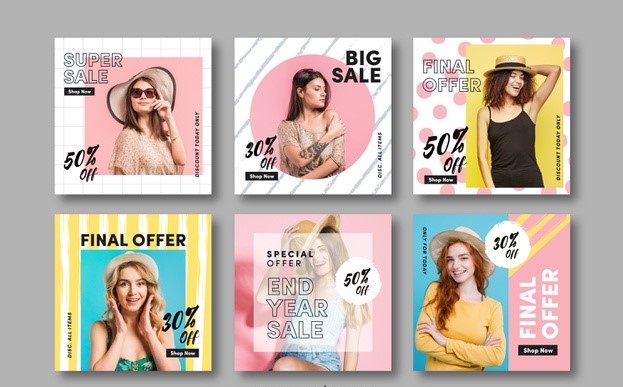 SUPER
SALE
Shop Now
50%
Off
DISCOUNT TODAY ONLY
BIG
SALE
30%
Off
Shop Now
DISC. ALL ITEMS
FINAL
OFFER
50%
Off
Shop Now
DISCOUNT TODAY ONLY
FINAL OFFER
DISC. ALL ITEMS
30%
Off
Shop Now
SPECIAL
OFFER
END
YEAR
SALE
50%
Off
ONLY FOR TODAY
30%
Off
FINAL
OFFER
Shop Now